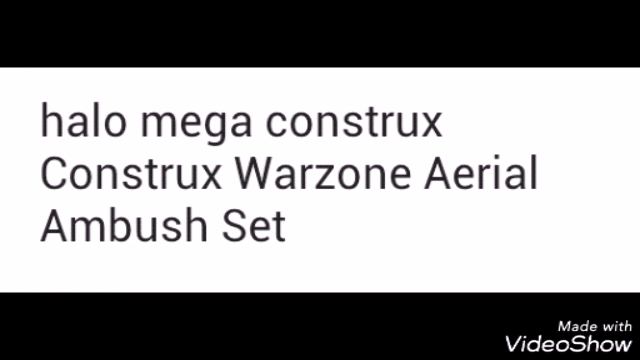 halo mega construx
Construx Warzone Aerial
Ambush Set
Made with
VideoShow